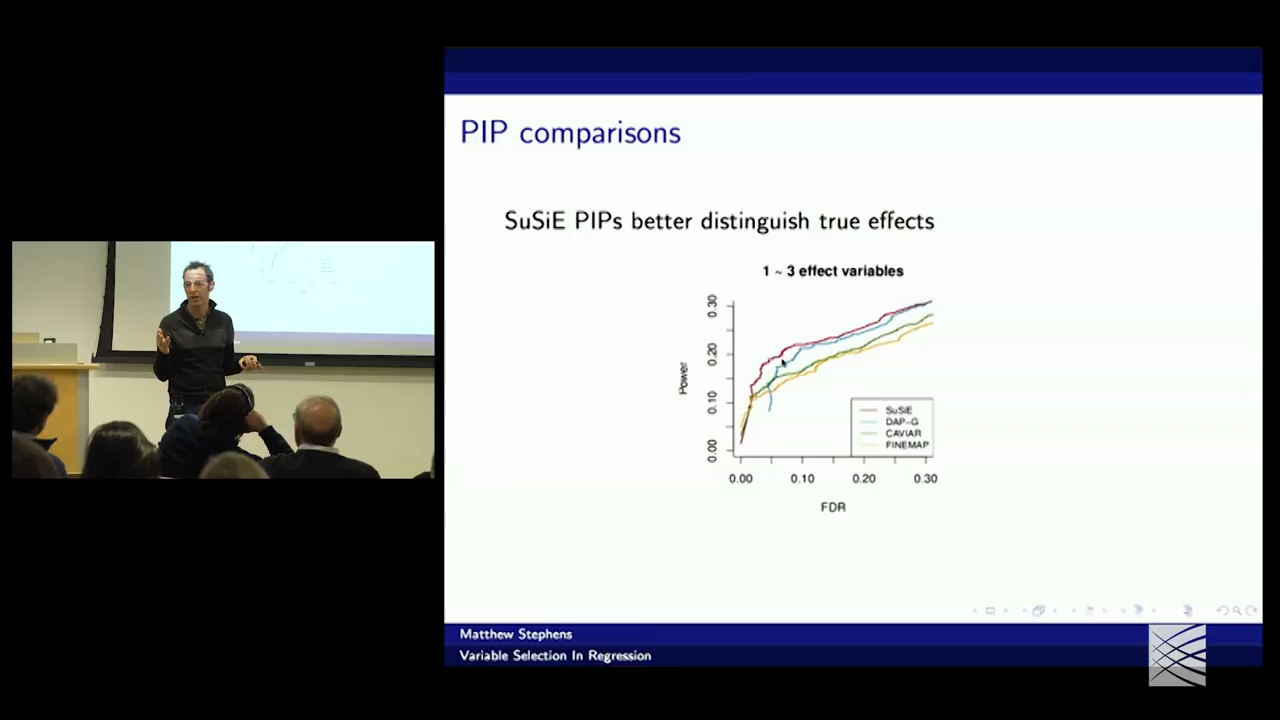 PIP comparisons
SuSiE PIPs better distinguish true effects
1 ~ 3 effect variables
Power
0.30
0.20
0.10
0.00
SuSiE
DAP-G
CAVIAR
FINEMAP
0.00 0.10 0.20 0.30
FDR
Matthew Stephens
Variable Selection In Regression